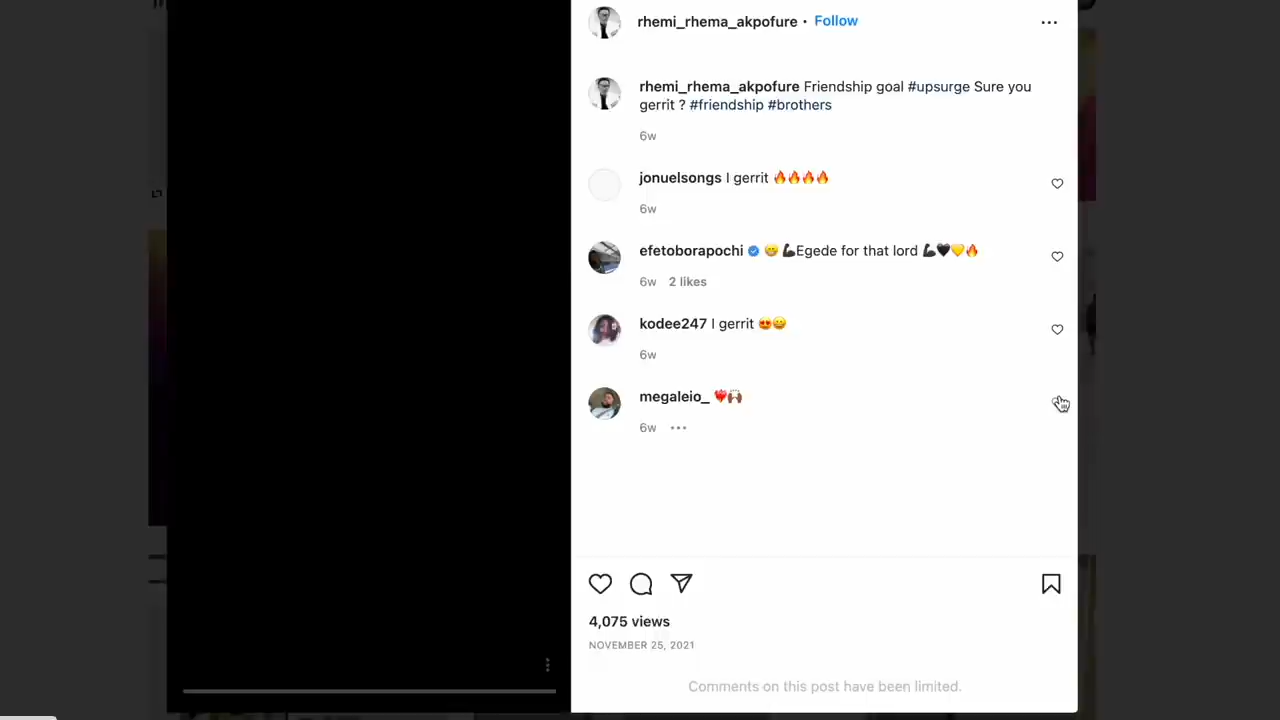 rhemi_rhema_akpofure • Follow
rhemi_rhema_akpofure Friendship goal #upsurge Sure you
gerrit ? #friendship #brothers
6w
jonuelsongs I gerrit 🔥🔥🔥🔥
6w
efetoborapochi 😁 💪🏿Egede for that lord 💪🏿🖤💛🔥
6w 2 likes
kodee247 I gerrit 😍😀
6w
megaleio_ ❤️‍🔥🙌🏾
6w
4,075 views
NOVEMBER 25, 2021
Comments on this post have been limited.